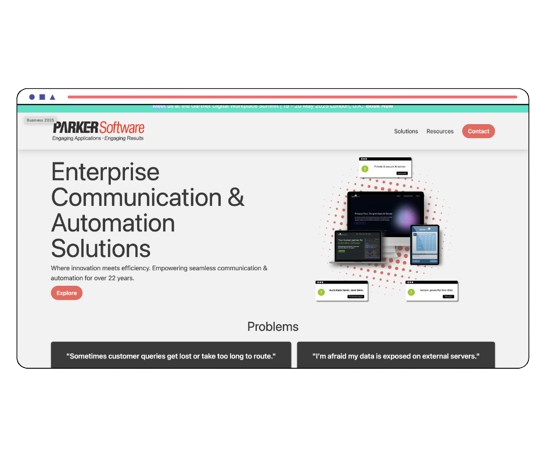 Business 2023
PARKER Software
Engaging Applications · Engaging Results
Solutions
Resources
Contact
Enterprise
Communication &
Automation
Solutions
Where innovation meets efficiency. Empowering seamless communication &
automation for over 22 years.
Explore
Problems
"Sometimes customer queries get lost or take too long to route."
"I'm afraid my data is exposed on external servers."